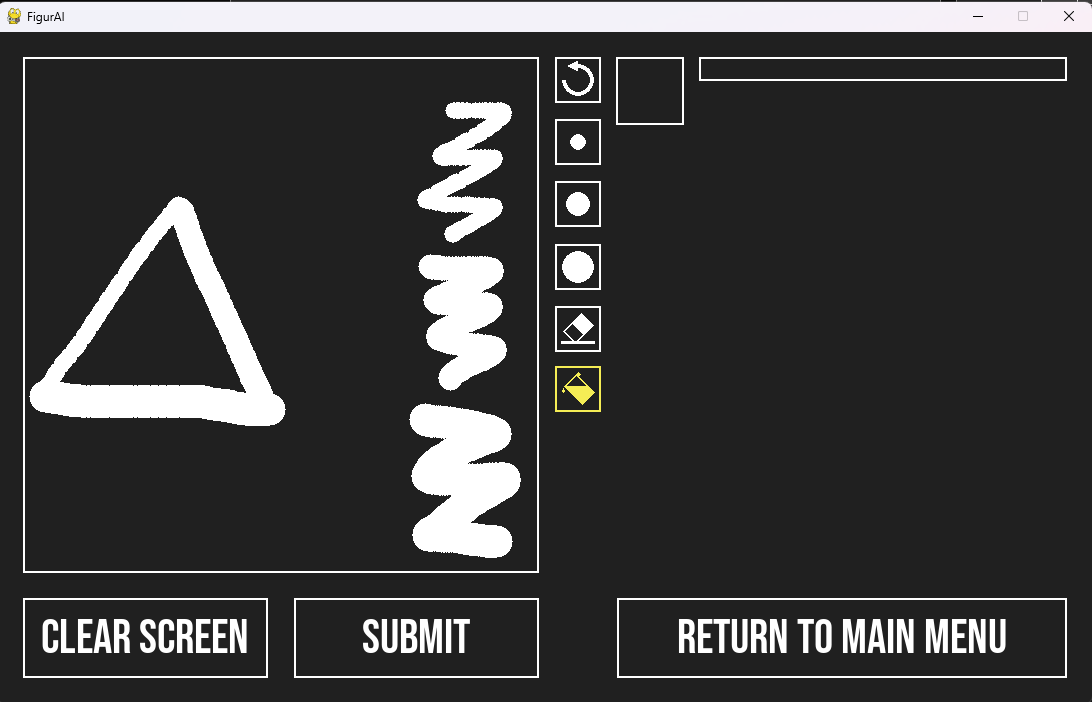 FigurAI
CLEAR SCREEN
SUBMIT
RETURN TO MAIN MENU